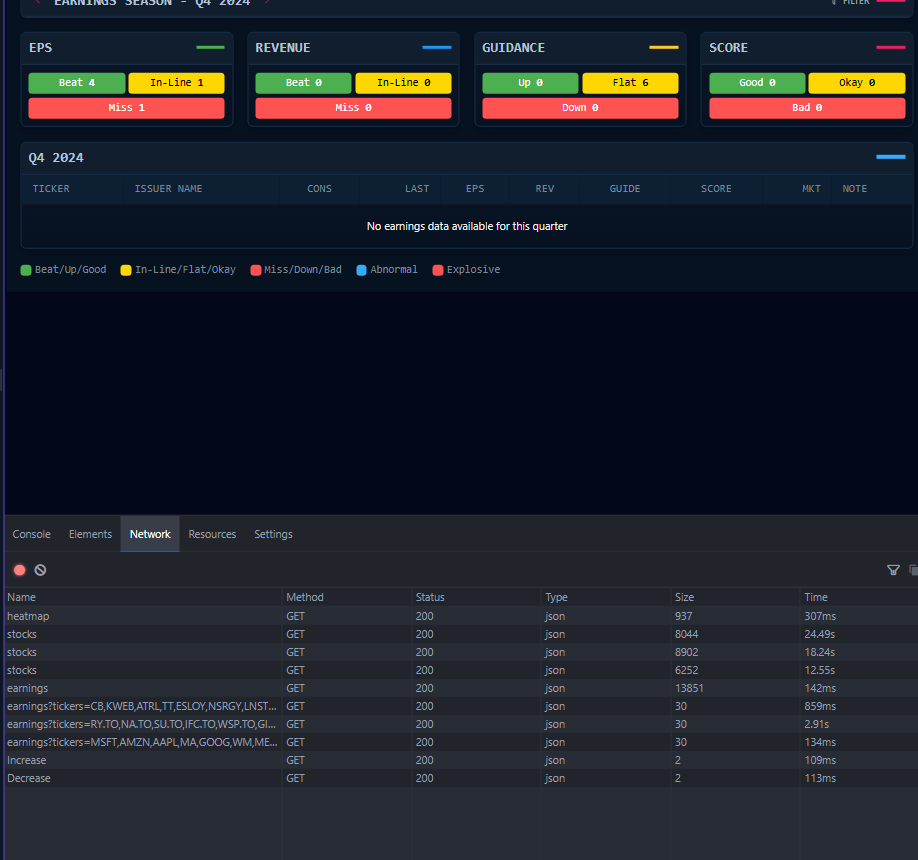 EARNINGS SEASON - Q4 2024
FILTER
EPS
Beat 4
In-Line 1
Miss 1
REVENUE
Beat 0
In-Line 0
Miss 0
GUIDANCE
Up 0
Flat 6
Down 0
SCORE
Good 0
Okay 0
Bad 0
Q4 2024
TICKER ISSUER NAME CONS LAST EPS REV GUIDE SCORE MKT NOTE
No earnings data available for this quarter
Beat/Up/Good In-Line/Flat/Okay Miss/Down/Bad Abnormal Explosive
Console Elements Network Resources Settings
Name Method Status Type Size Time
heatmap GET 200 json 937 307ms
stocks GET 200 json 8044 24.49s
stocks GET 200 json 8902 18.24s
stocks GET 200 json 6252 12.55s
earnings GET 200 json 13851 142ms
earnings?tickers=CB,KWEB,ATRL,TT,ESLOY,NSRGY,LNST... GET 200 json 30 859ms
earnings?tickers=RY.TO,NA.TO,SU.TO,IFC.TO,WSP.TO,GI... GET 200 json 30 2.91s
earnings?tickers=MSFT,AMZN,AAPL,MA,GOOG,WM,ME... GET 200 json 30 134ms
Increase GET 200 json 2 109ms
Decrease GET 200 json 2 113ms